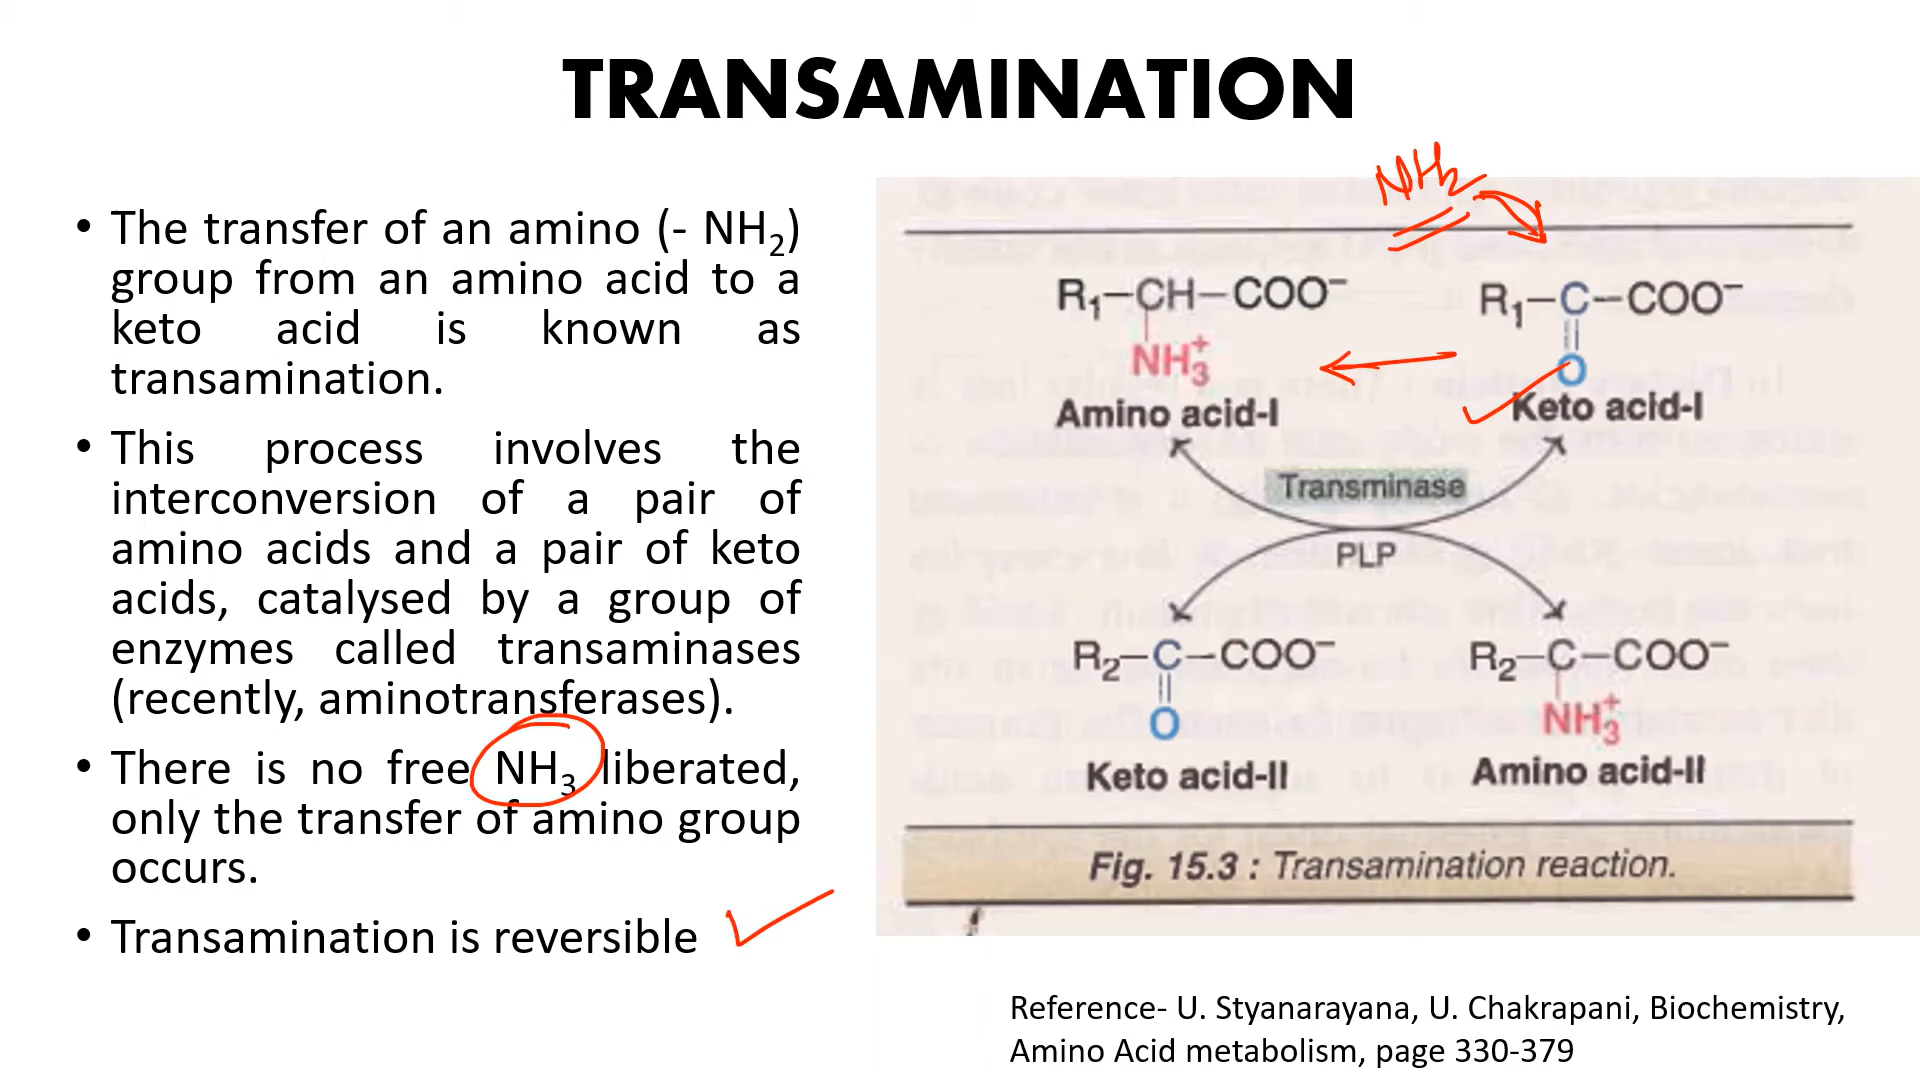 TRANSAMINATION
• The transfer of an amino (- NH₂)
group from an amino acid to a
keto acid is known as
transamination.
• This process involves the
interconversion of a pair of
amino acids and a pair of keto
acids, catalysed by a group of
enzymes called transaminases
(recently, aminotransferases).
• There is no free NH₃ liberated,
only the transfer of amino group
occurs.
• Transamination is reversible
NH₂
R₁–CH–COO⁻
NH₃⁺
Amino acid-I
R₁–C–COO⁻
O
Keto acid-I
Transminase
PLP
R₂–C–COO⁻
O
Keto acid-II
R₂–C–COO⁻
NH₃⁺
Amino acid-II
Fig. 15.3 : Transamination reaction.
Reference- U. Styanarayana, U. Chakrapani, Biochemistry,
Amino Acid metabolism, page 330-379